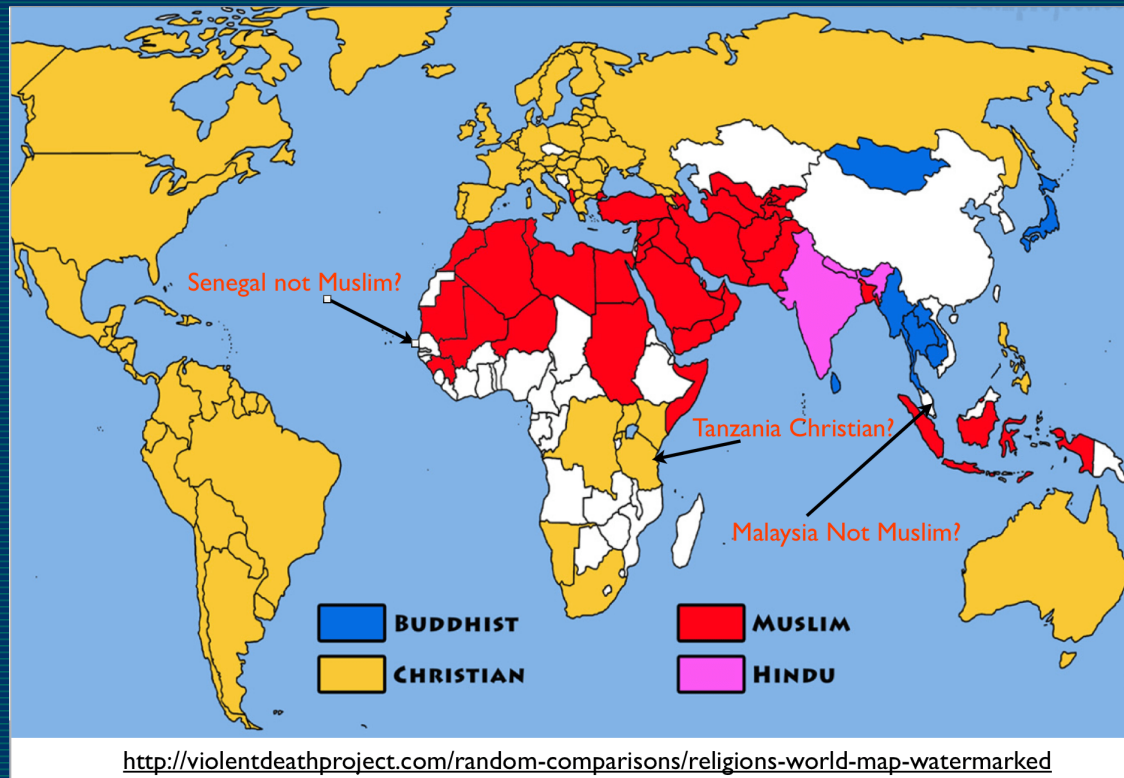 Senegal not Muslim?
Tanzania Christian?
Malaysia Not Muslim?
BUDDHIST
MUSLIM
CHRISTIAN
HINDU
http://violentdeathproject.com/random-comparisons/religions-world-map-watermarked